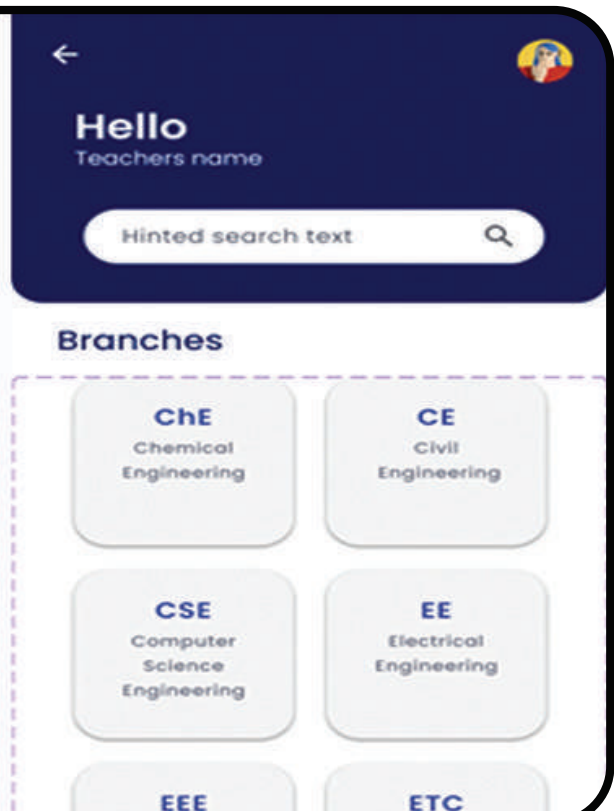 Hello
Teachers name
Hinted search text
Branches
ChE
Chemical
Engineering
CE
Civil
Engineering
CSE
Computer
Science
Engineering
EE
Electrical
Engineering
EEE
ETC